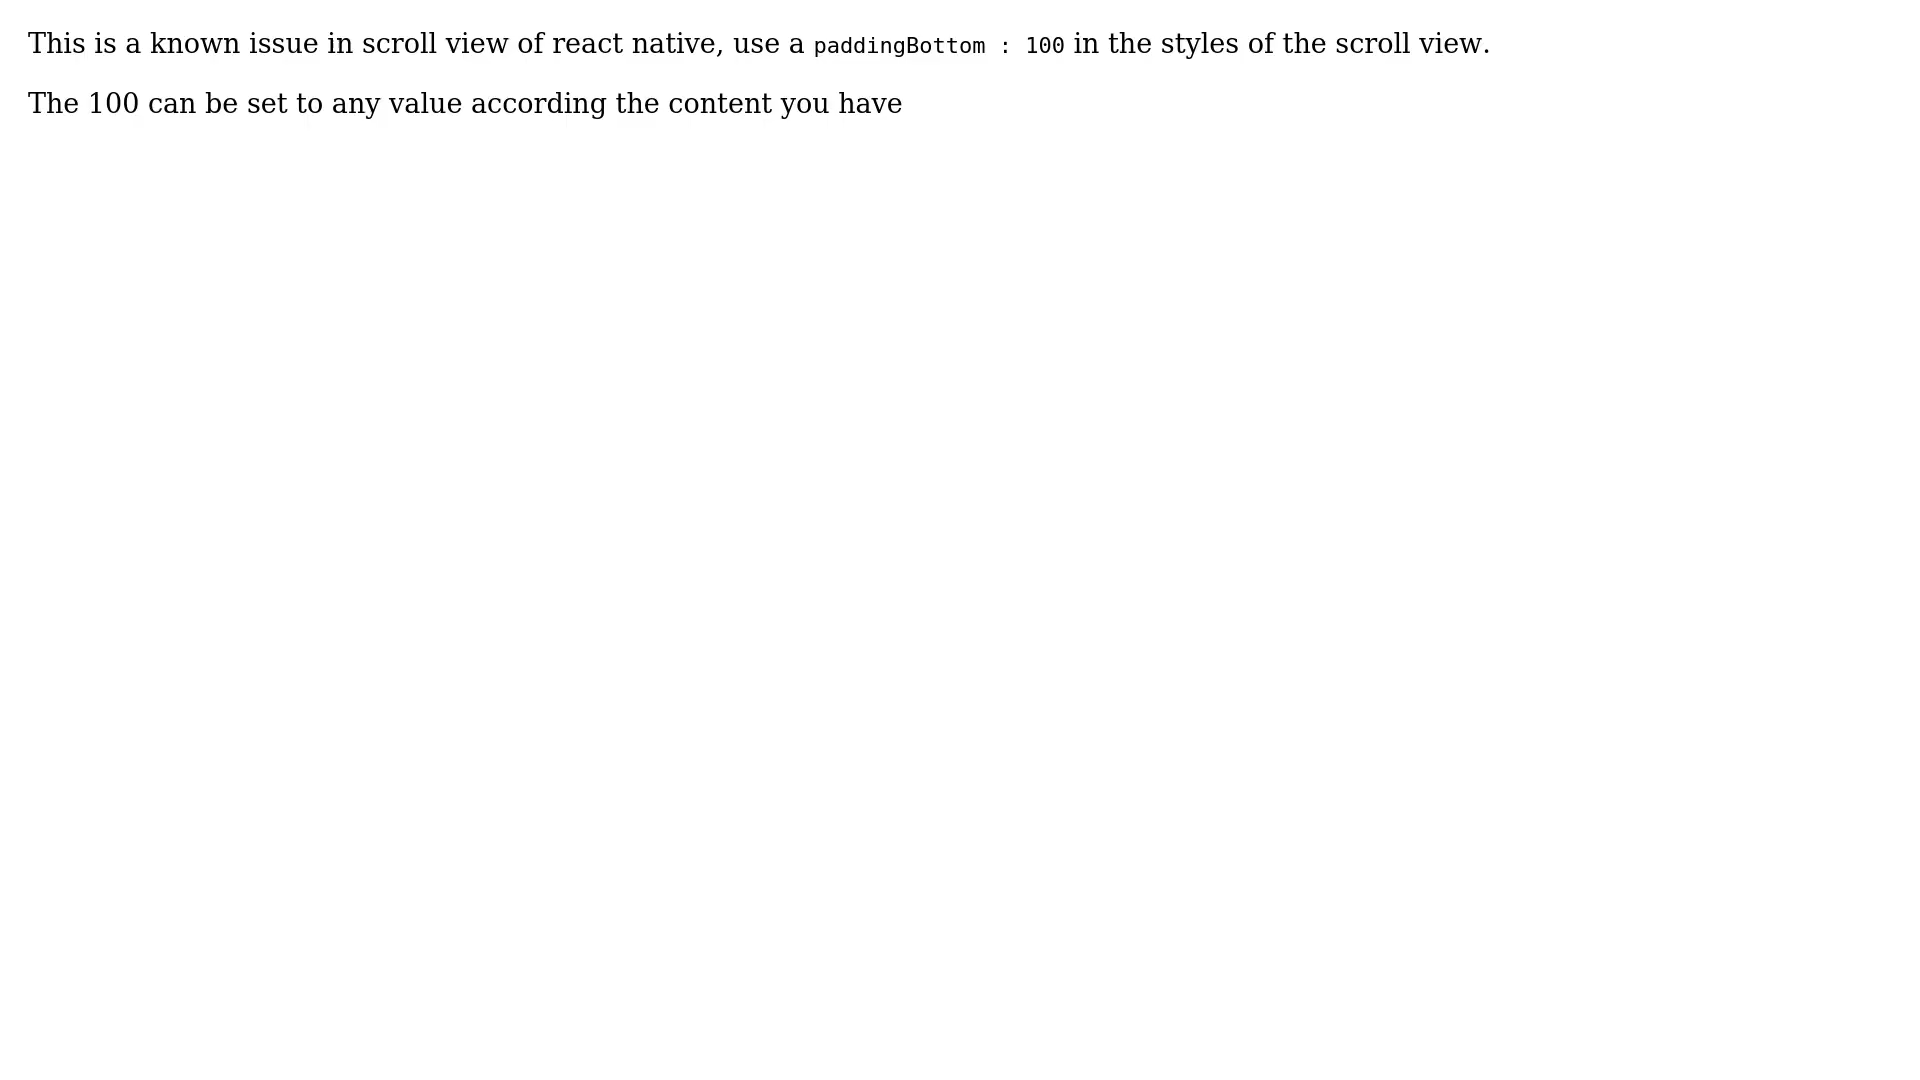 This is a known issue in scroll view of react native, use a paddingBottom : 100 in the styles of the scroll view.
The 100 can be set to any value according the content you have